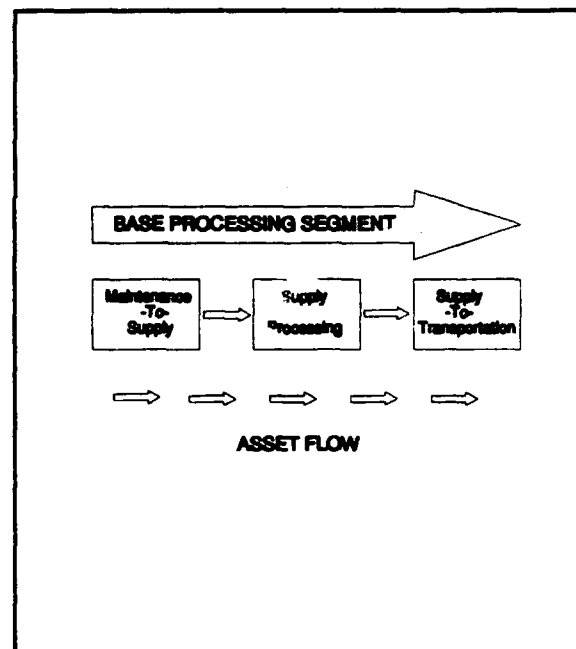 BASE PROCESSING SEGMENT
Maintenance
-To-
Supply
Supply
Processing
Supply
-To-
Transportation
ASSET FLOW